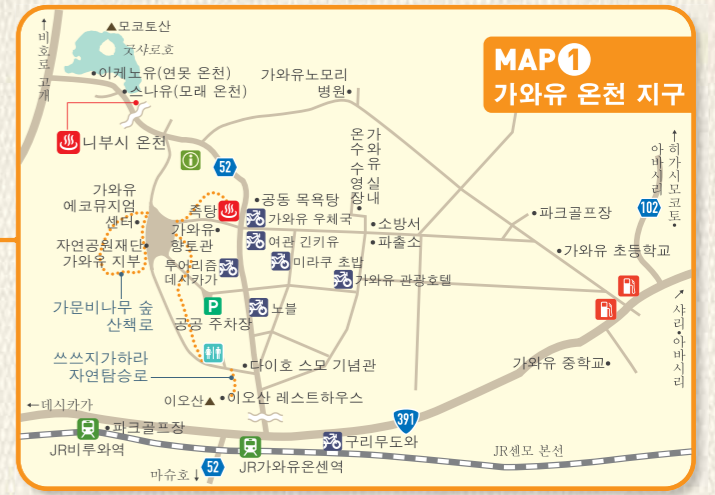 MAP 1
가와유 온천 지구
↑비호로 고개
▲모코토산
굿샤로호
•이케노유(연못 온천)
•스나유(모래 온천)
가와유노모리
병원•
니부시 온천
52
가와유 실내
온수 수영장
↑히가시모코토•
아바시리
102
가와유
에코뮤지엄
센터•
족탕
•공동 목욕탕
가와유 우체국
•소방서
•파크골프장
가와유
향토관
여관 긴키유
•파출소
자연공원재단
가와유 지부
•가와유 초등학교
투어리즘
데시카가
미라쿠 초밥
가와유 관광호텔
가문비나무 숲
산책로
P
공공 주차장
노블
↗샤리•아바시리
쓰쓰지가하라
자연탐승로
•다이호 스모 기념관
가와유 중학교•
이오산▲
•이오산 레스트하우스
←데시카가
391
•파크골프장
구리무도와
JR비루와역
JR가와유온센역
JR센모 본선
마슈호↓
52